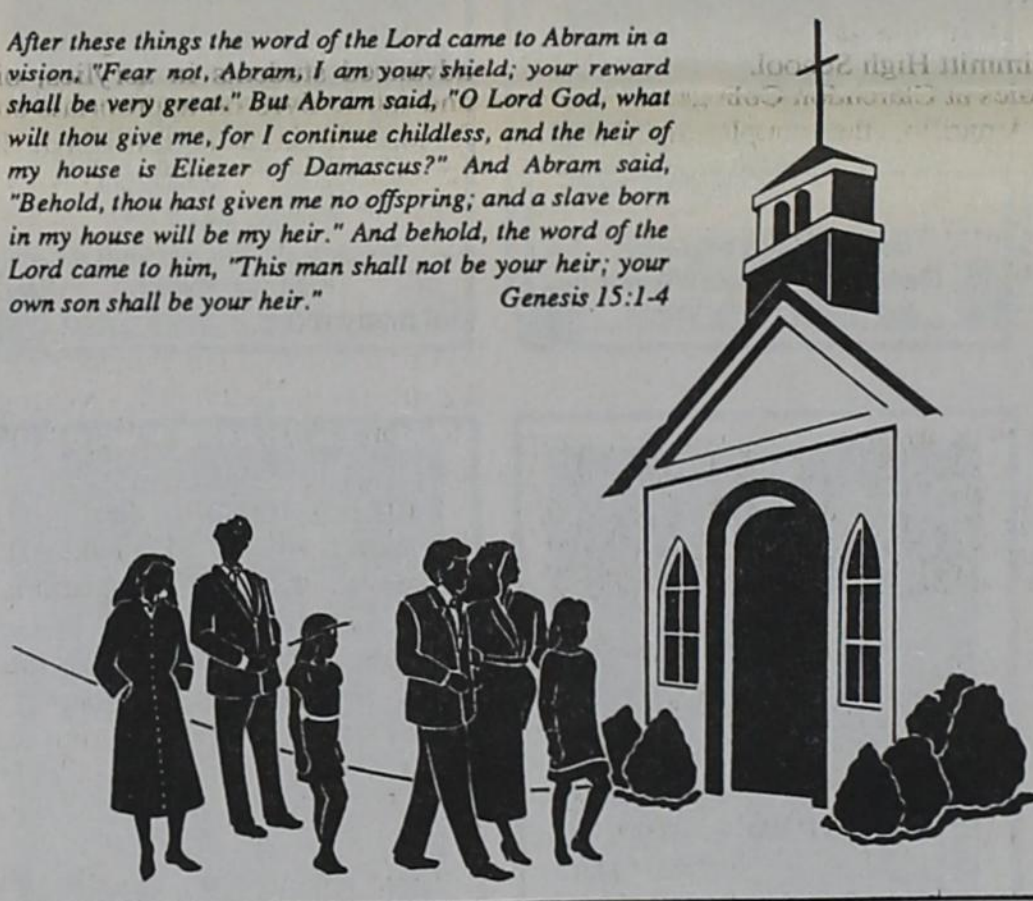 After these things the word of the Lord came to Abram in a
vision, "Fear not, Abram, I am your shield; your reward
shall be very great." But Abram said, "O Lord God, what
wilt thou give me, for I continue childless, and the heir of
my house is Eliezer of Damascus?" And Abram said,
"Behold, thou hast given me no offspring; and a slave born
in my house will be my heir." And behold, the word of the
Lord came to him, "This man shall not be your heir; your
own son shall be your heir." Genesis 15:1-4